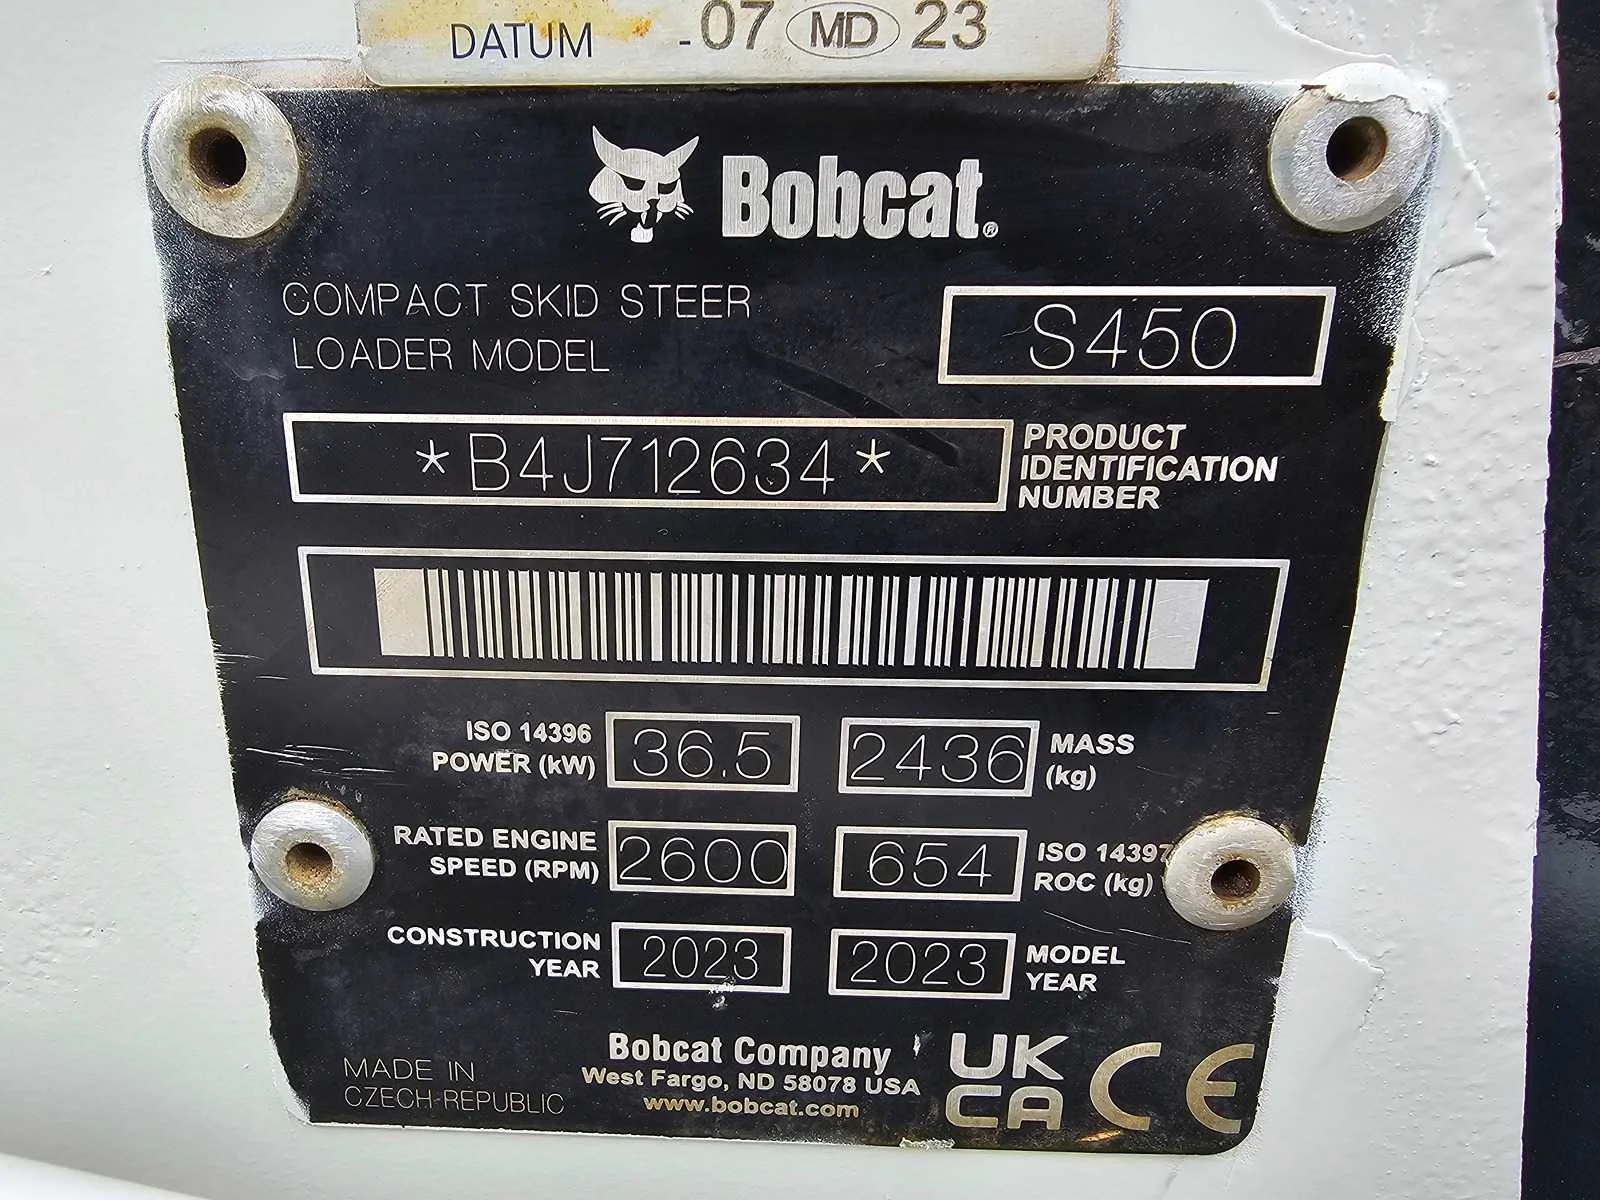 DATUM -07 MD 23
Bobcat®
COMPACT SKID STEER
LOADER MODEL
S450
*B4J712634*
PRODUCT
IDENTIFICATION
NUMBER
ISO 14396
POWER (kW)
36.5
2436
MASS
(kg)
RATED ENGINE
SPEED (RPM)
2600
654
ISO 14397
ROC (kg)
CONSTRUCTION
YEAR
2023
2023
MODEL
YEAR
MADE IN
CZECH-REPUBLIC
Bobcat Company
West Fargo, ND 58078 USA
www.bobcat.com
UK
CA
CE